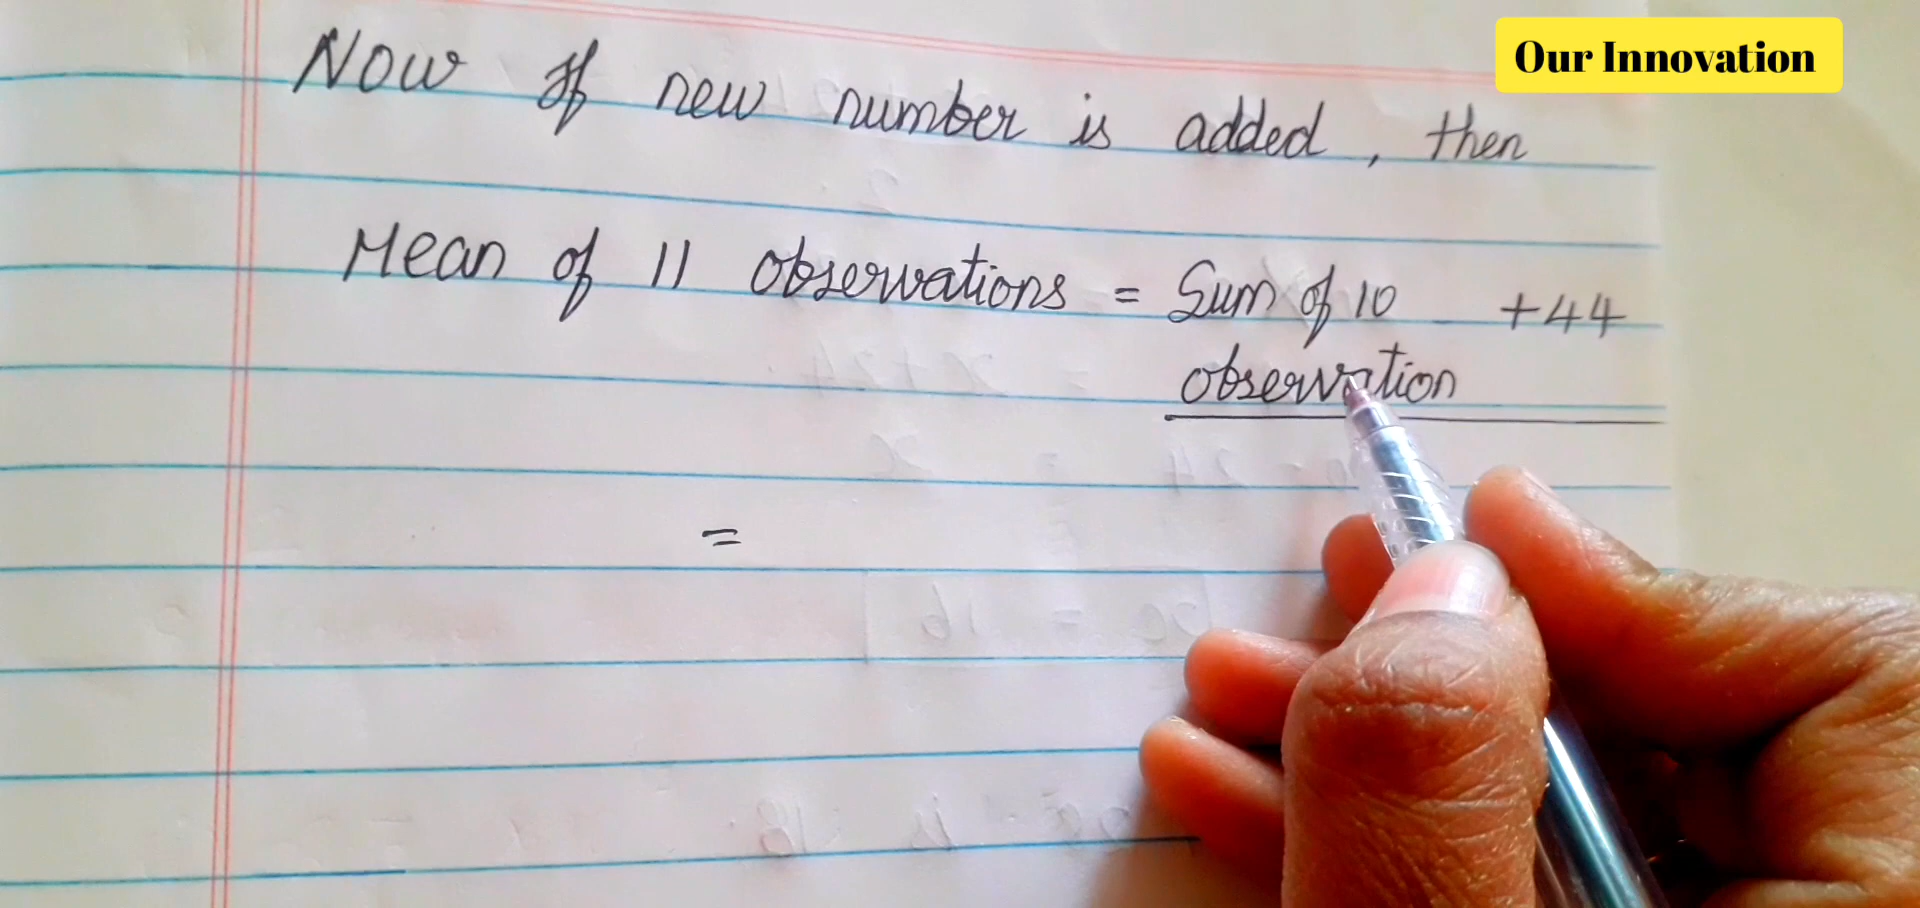 Our Innovation
Now If new number is added, then
Mean of 11 observations = Sum of 10 +44
observation
=